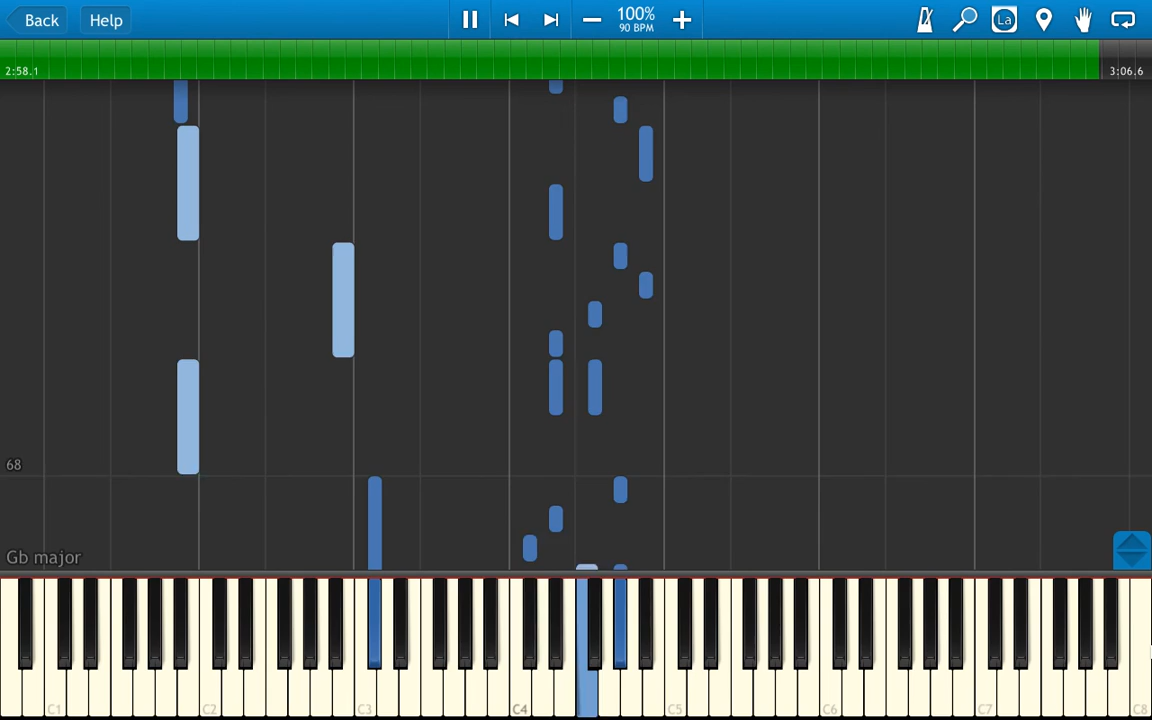 Back
Help
100%
90 BPM
La
2:58.1
3:06.6
68
Gb major
C1
C2
C3
C4
C5
C6
C7
C8